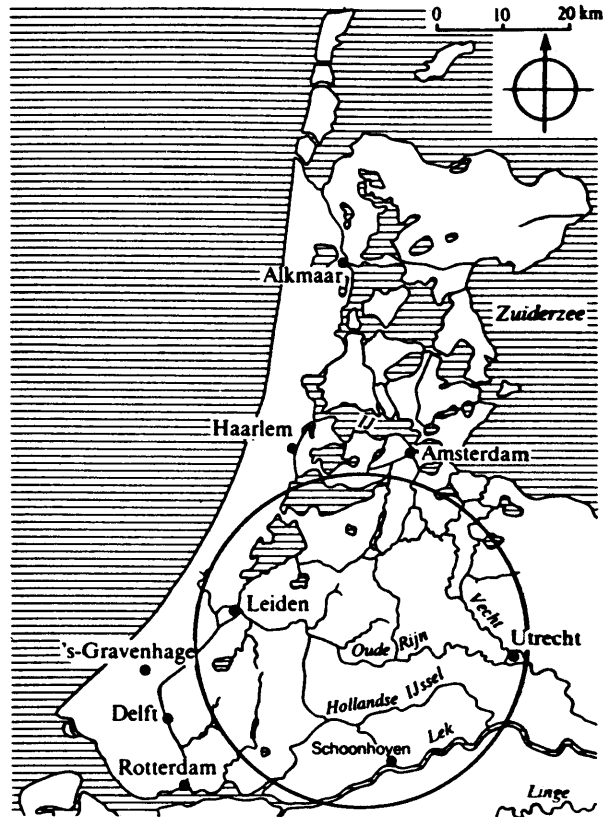 0 10 20 km
Alkmaar
Zuiderzee
IJ
Haarlem
Amsterdam
Leiden
Vecht
Utrecht
Oude Rijn
's-Gravenhage
Hollandse IJssel
Delft
Lek
Schoonhoven
Rotterdam
Linge